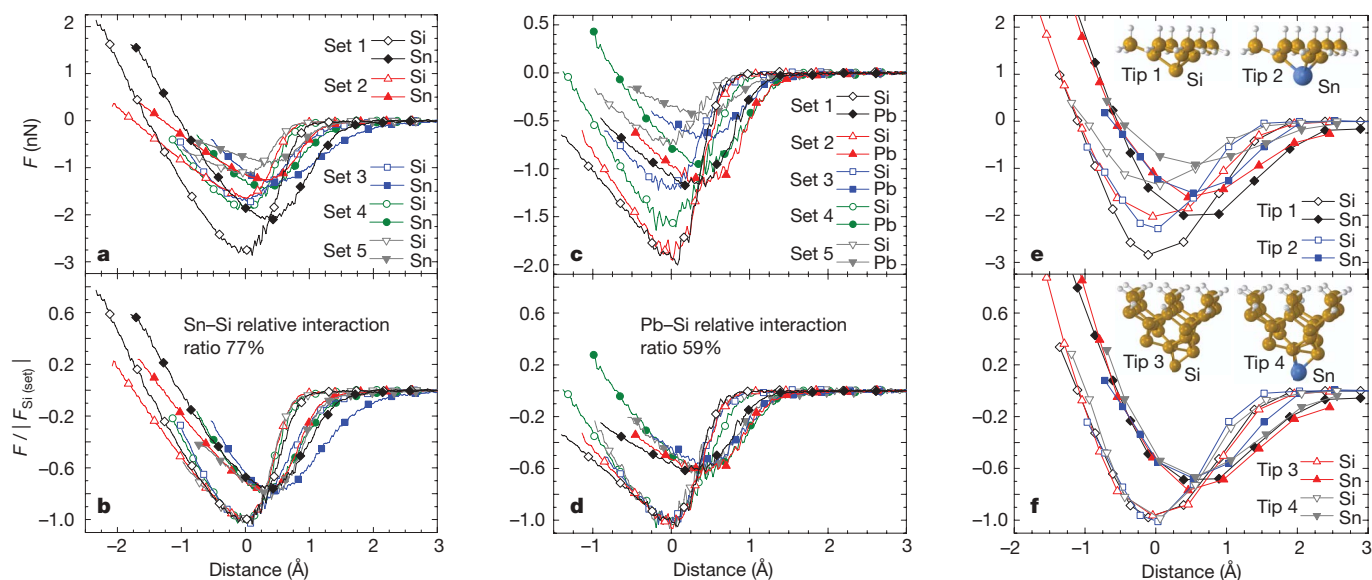 2
1
0
−1
−2
−3
F (nN)
Set 1 Si
Sn
Set 2 Si
Sn
Set 3 Si
Sn
Set 4 Si
Sn
Set 5 Si
Sn
a
0.6
0.2
−0.2
−0.6
−1.0
F / | F Si (set) |
Sn–Si relative interaction
ratio 77%
b
−2 −1 0 1 2 3
Distance (Å)
0.5
0.0
−0.5
−1.0
−1.5
−2.0
Set 1 Si
Pb
Set 2 Si
Pb
Set 3 Si
Pb
Set 4 Si
Pb
Set 5 Si
Pb
c
0.6
0.2
−0.2
−0.6
−1.0
Pb–Si relative interaction
ratio 59%
d
−1 0 1 2 3
Distance (Å)
2
1
0
−1
−2
−3
Tip 1 Si
Tip 2 Sn
Tip 1 Si
Sn
Tip 2 Si
Sn
e
0.6
0.2
−0.2
−0.6
−1.0
Tip 3 Si
Tip 4 Sn
Tip 3 Si
Sn
Tip 4 Si
Sn
f
−2 −1 0 1 2 3
Distance (Å)